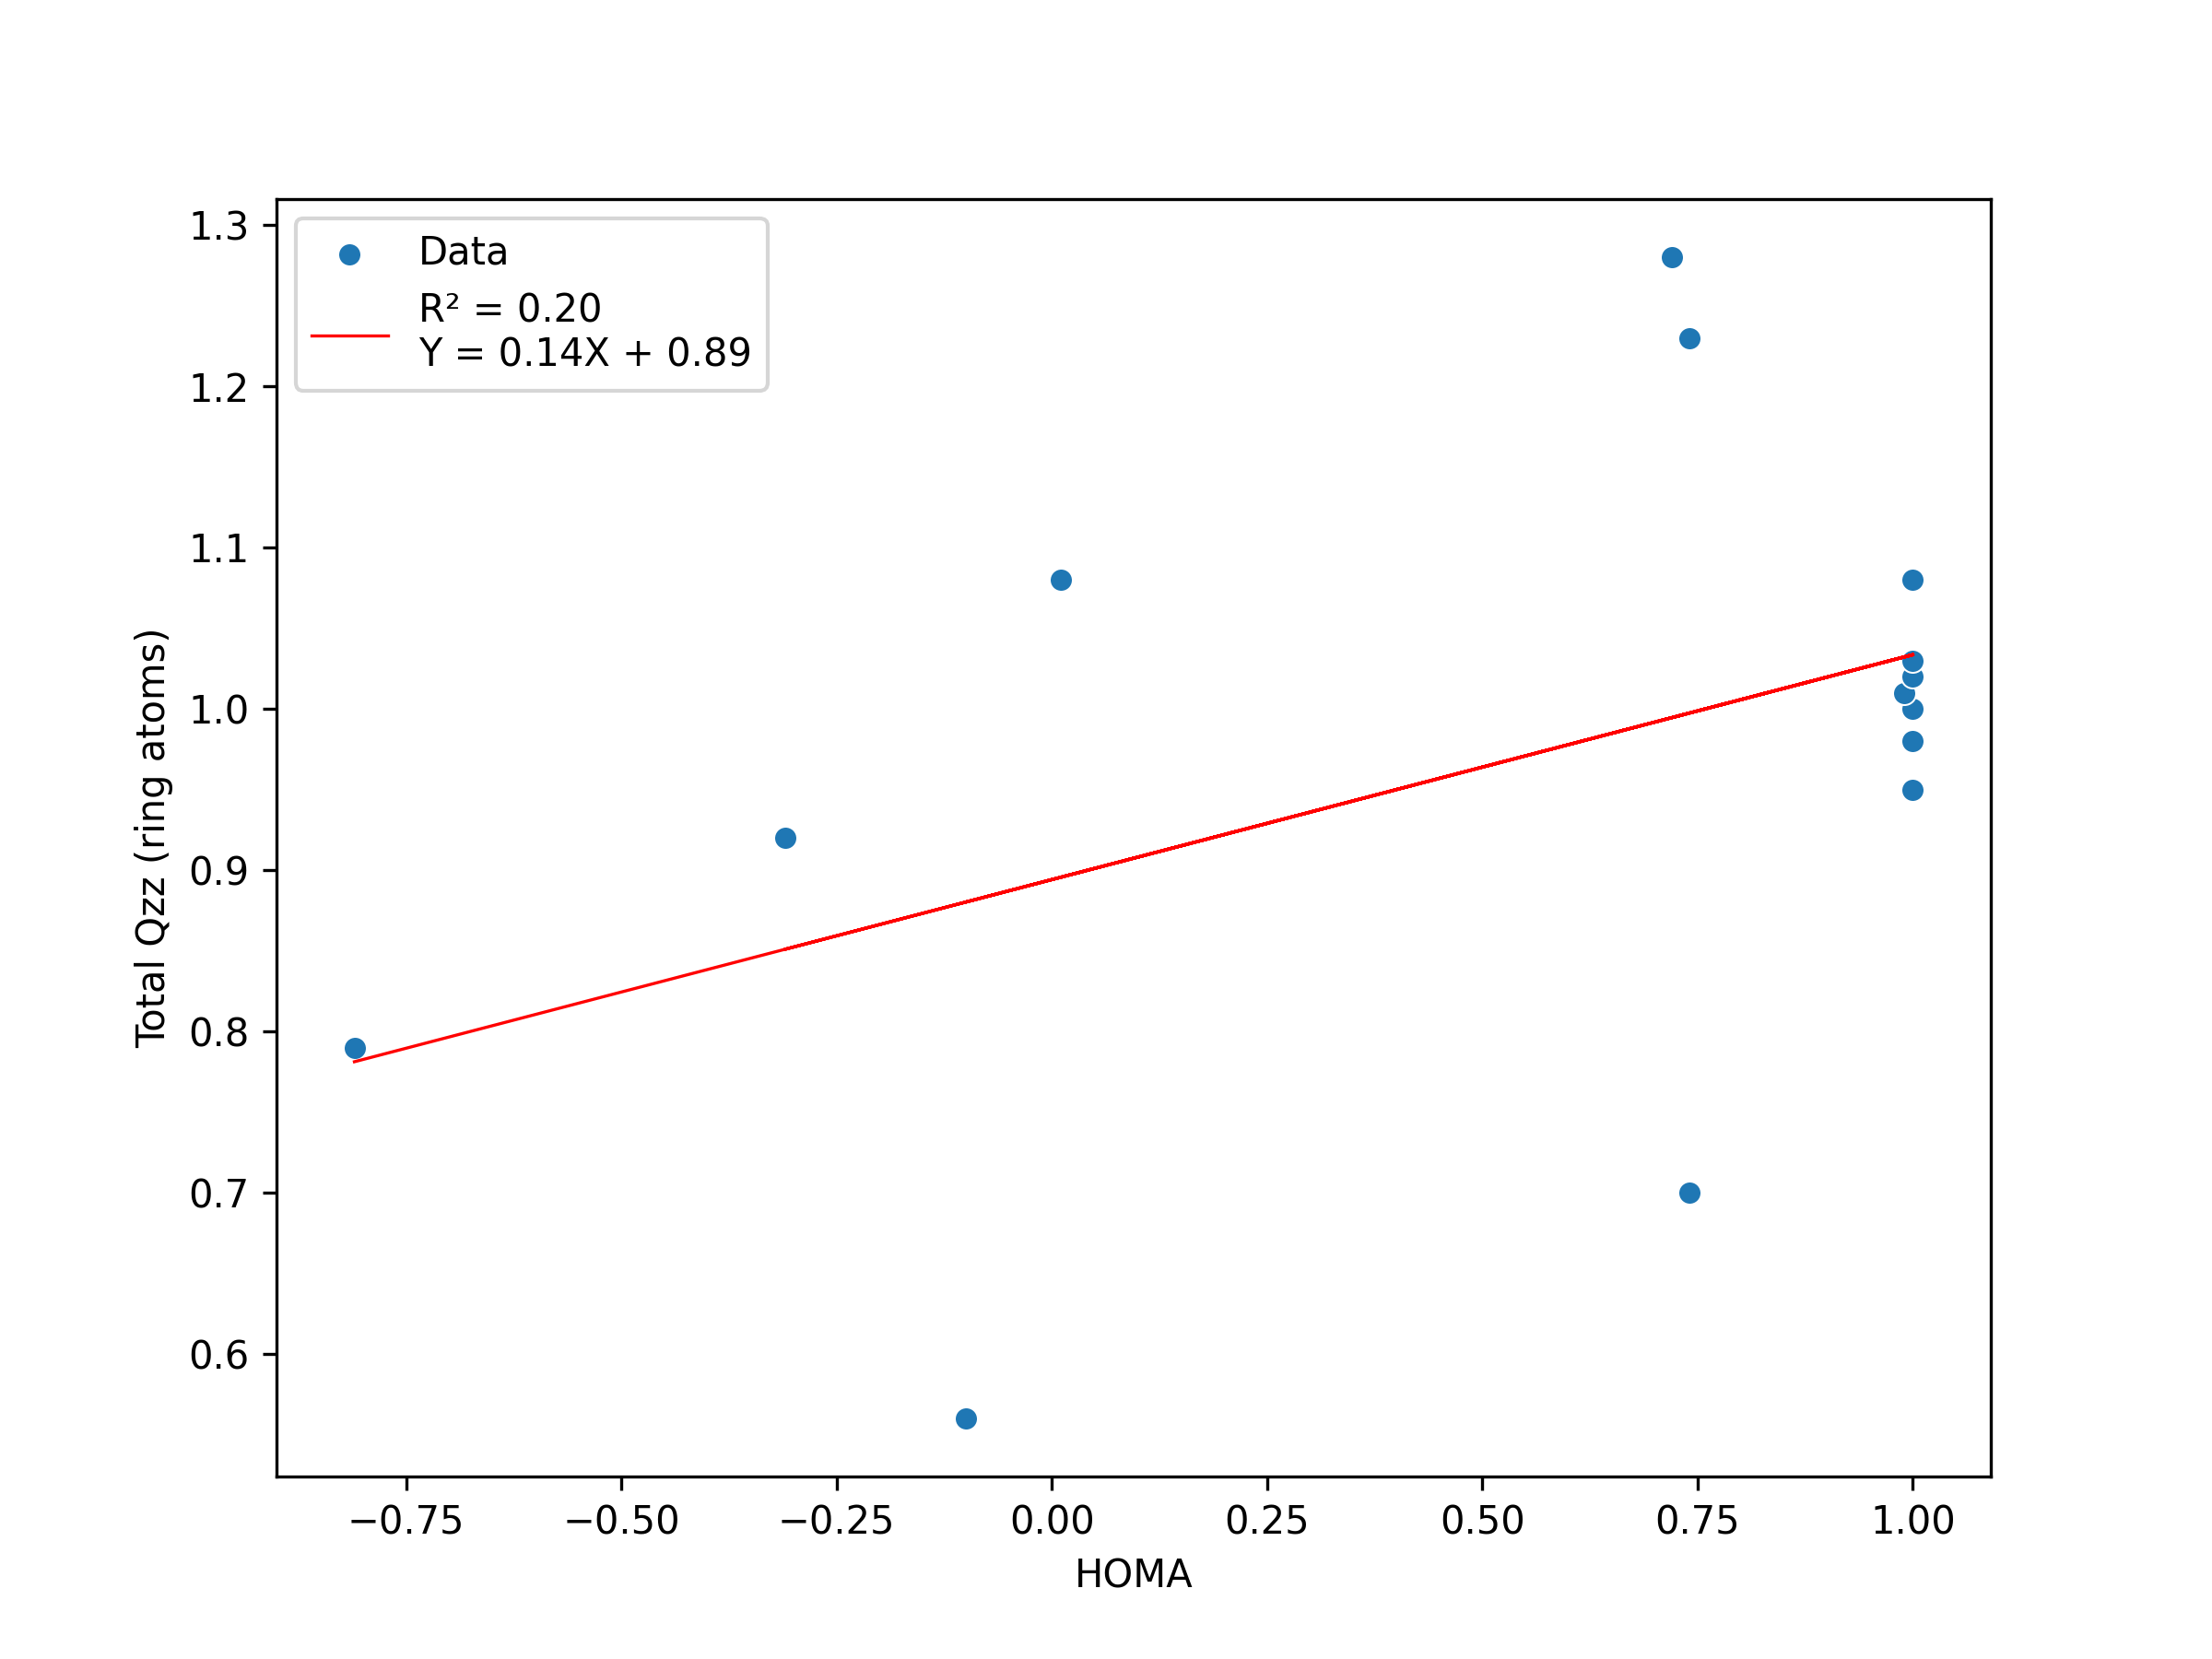 Data
R² = 0.20
Y = 0.14X + 0.89
1.3
1.2
1.1
1.0
0.9
0.8
0.7
0.6
Total Qzz (ring atoms)
−0.75 −0.50 −0.25 0.00 0.25 0.50 0.75 1.00
HOMA